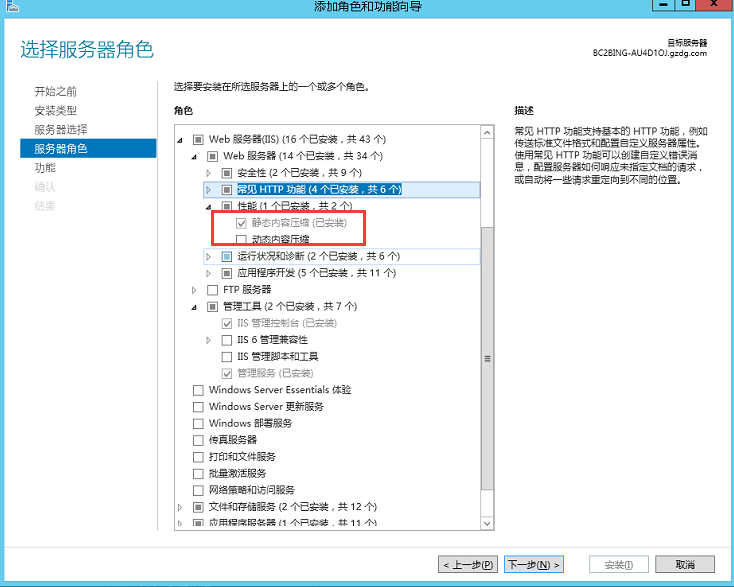 添加角色和功能向导
选择服务器角色
目标服务器
BC2BING-AU4D1OJ.gzdg.com
开始之前
安装类型
服务器选择
服务器角色
功能
确认
结果
选择要安装在所选服务器上的一个或多个角色。
角色
Web 服务器(IIS) (16 个已安装，共 43 个)
Web 服务器 (14 个已安装，共 34 个)
安全性 (2 个已安装，共 9 个)
常见 HTTP 功能 (4 个已安装，共 6 个)
性能 (1 个已安装，共 2 个)
静态内容压缩 (已安装)
动态内容压缩
运行状况和诊断 (2 个已安装，共 6 个)
应用程序开发 (5 个已安装，共 11 个)
FTP 服务器
管理工具 (2 个已安装，共 7 个)
IIS 管理控制台 (已安装)
IIS 6 管理兼容性
IIS 管理脚本和工具
管理服务 (已安装)
Windows Server Essentials 体验
Windows Server 更新服务
Windows 部署服务
传真服务器
打印和文件服务
批量激活服务
网络策略和访问服务
文件和存储服务 (2 个已安装，共 12 个)
应用程序服务器 (1 个已安装，共 11 个)
描述
常见 HTTP 功能支持基本的 HTTP 功能，例如
传送标准文件格式和配置自定义服务器属性。
使用常见 HTTP 功能可以创建自定义错误消
息，配置服务器如何响应未指定文档的请求，
或自动将一些请求重定向到不同的位置。
< 上一步(P)
下一步(N) >
安装(I)
取消